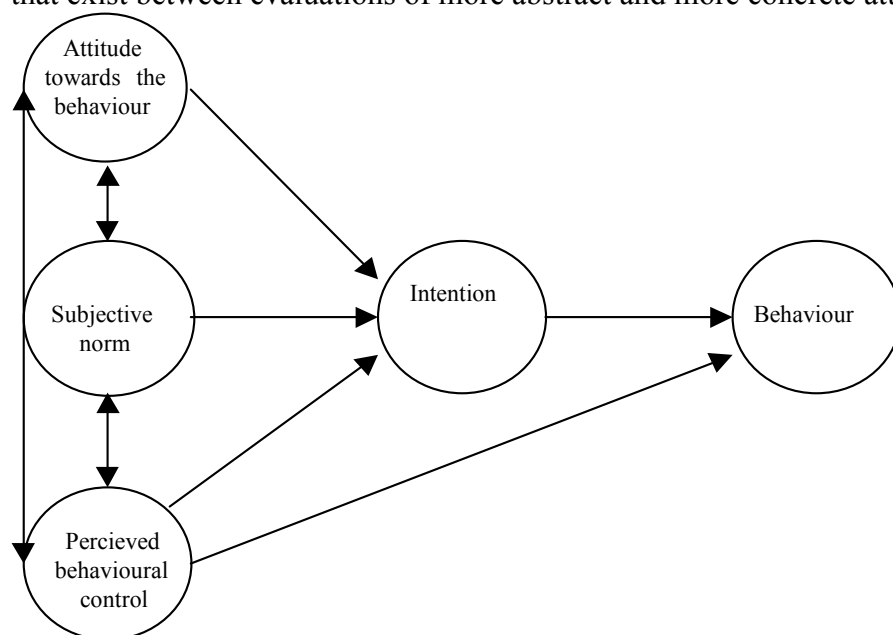 that exist between evaluations of more abstract and more concrete
Attitude
towards the
behaviour
Subjective
norm
Intention
Behaviour
Percieved
behavioural
control